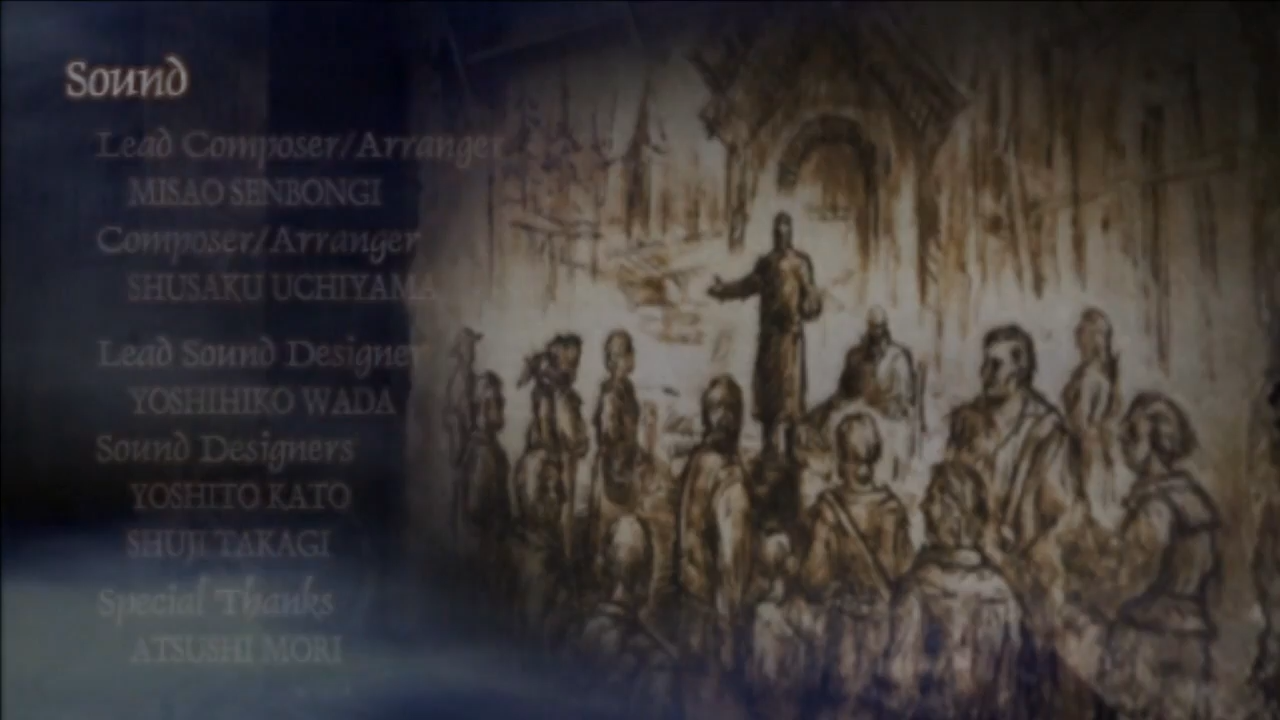 Sound
Lead Composer/Arranger
MISAO SENBONGI
Composer/Arranger
SHUSAKU UCHIYAMA
Lead Sound Designer
YOSHIHIKO WADA
Sound Designers
YOSHITO KATO
SHUJI TAKAGI
Special Thanks
ATSUSHI MORI